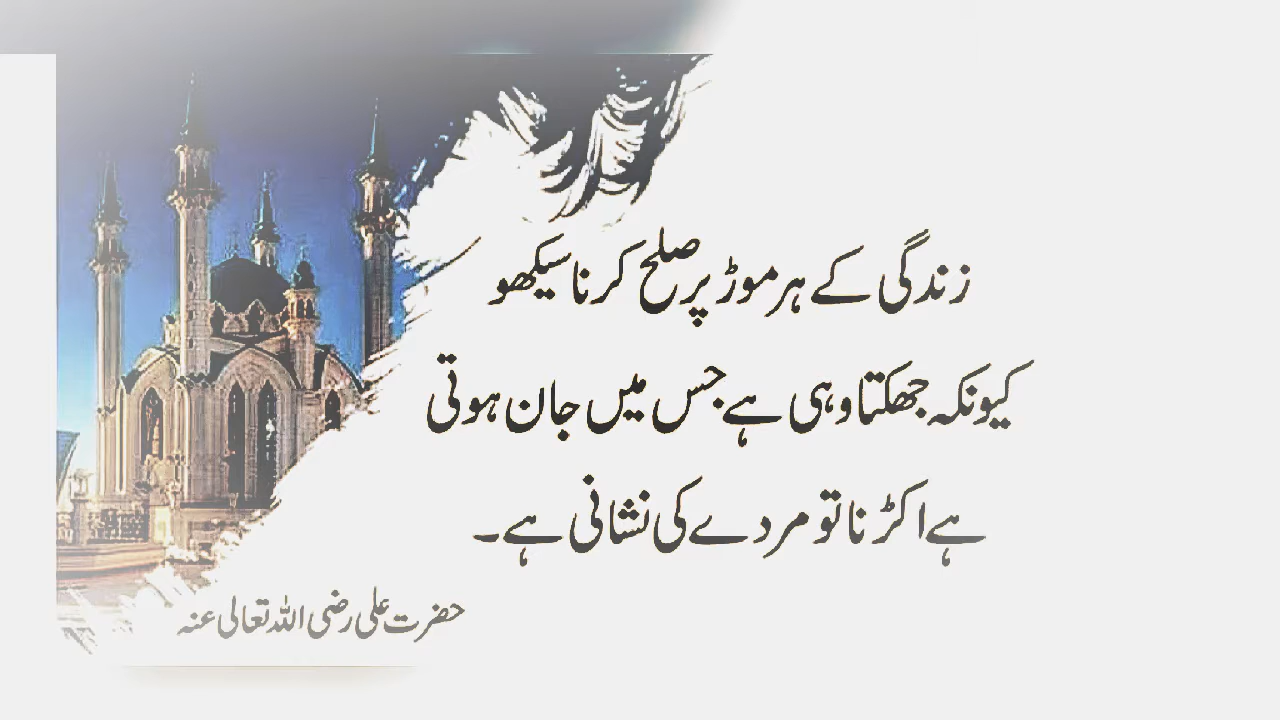 زندگی کے ہر موڑ پر صلح کرنا سیکھو
کیونکہ جھکتا وہی ہے جس میں جان ہوتی
ہے اکڑنا تو مردے کی نشانی ہے۔
حضرت علی رضی اللہ تعالی عنہ